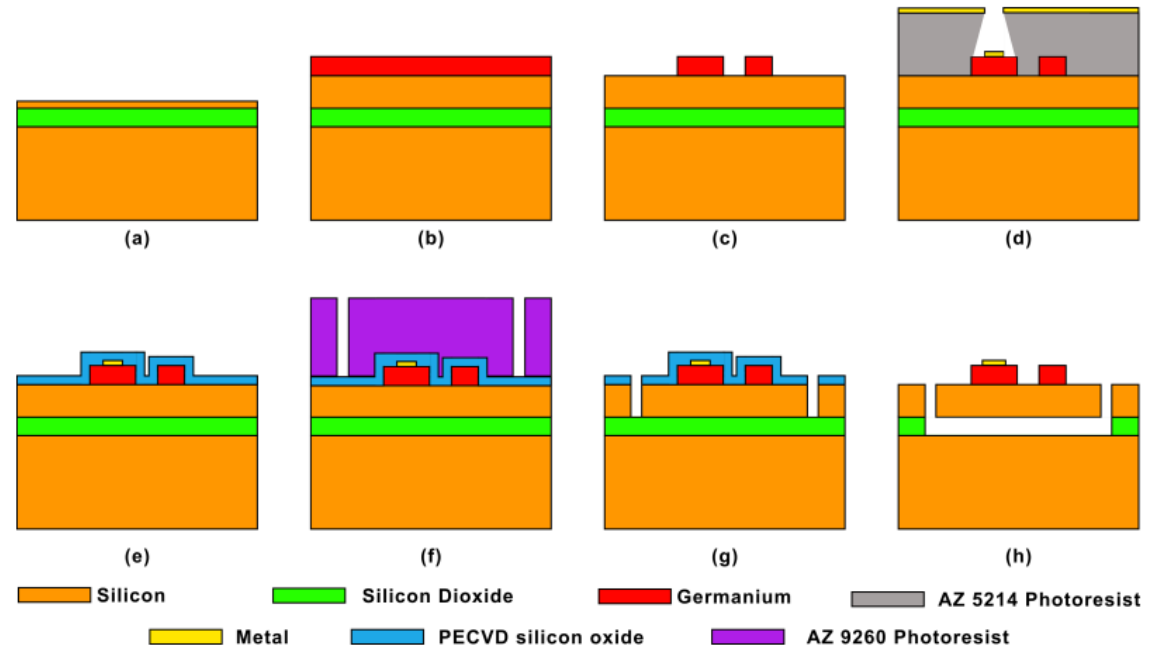 (a) (b) (c) (d)
(e) (f) (g) (h)
Silicon Silicon Dioxide Germanium AZ 5214 Photoresist
Metal PECVD silicon oxide AZ 9260 Photoresist